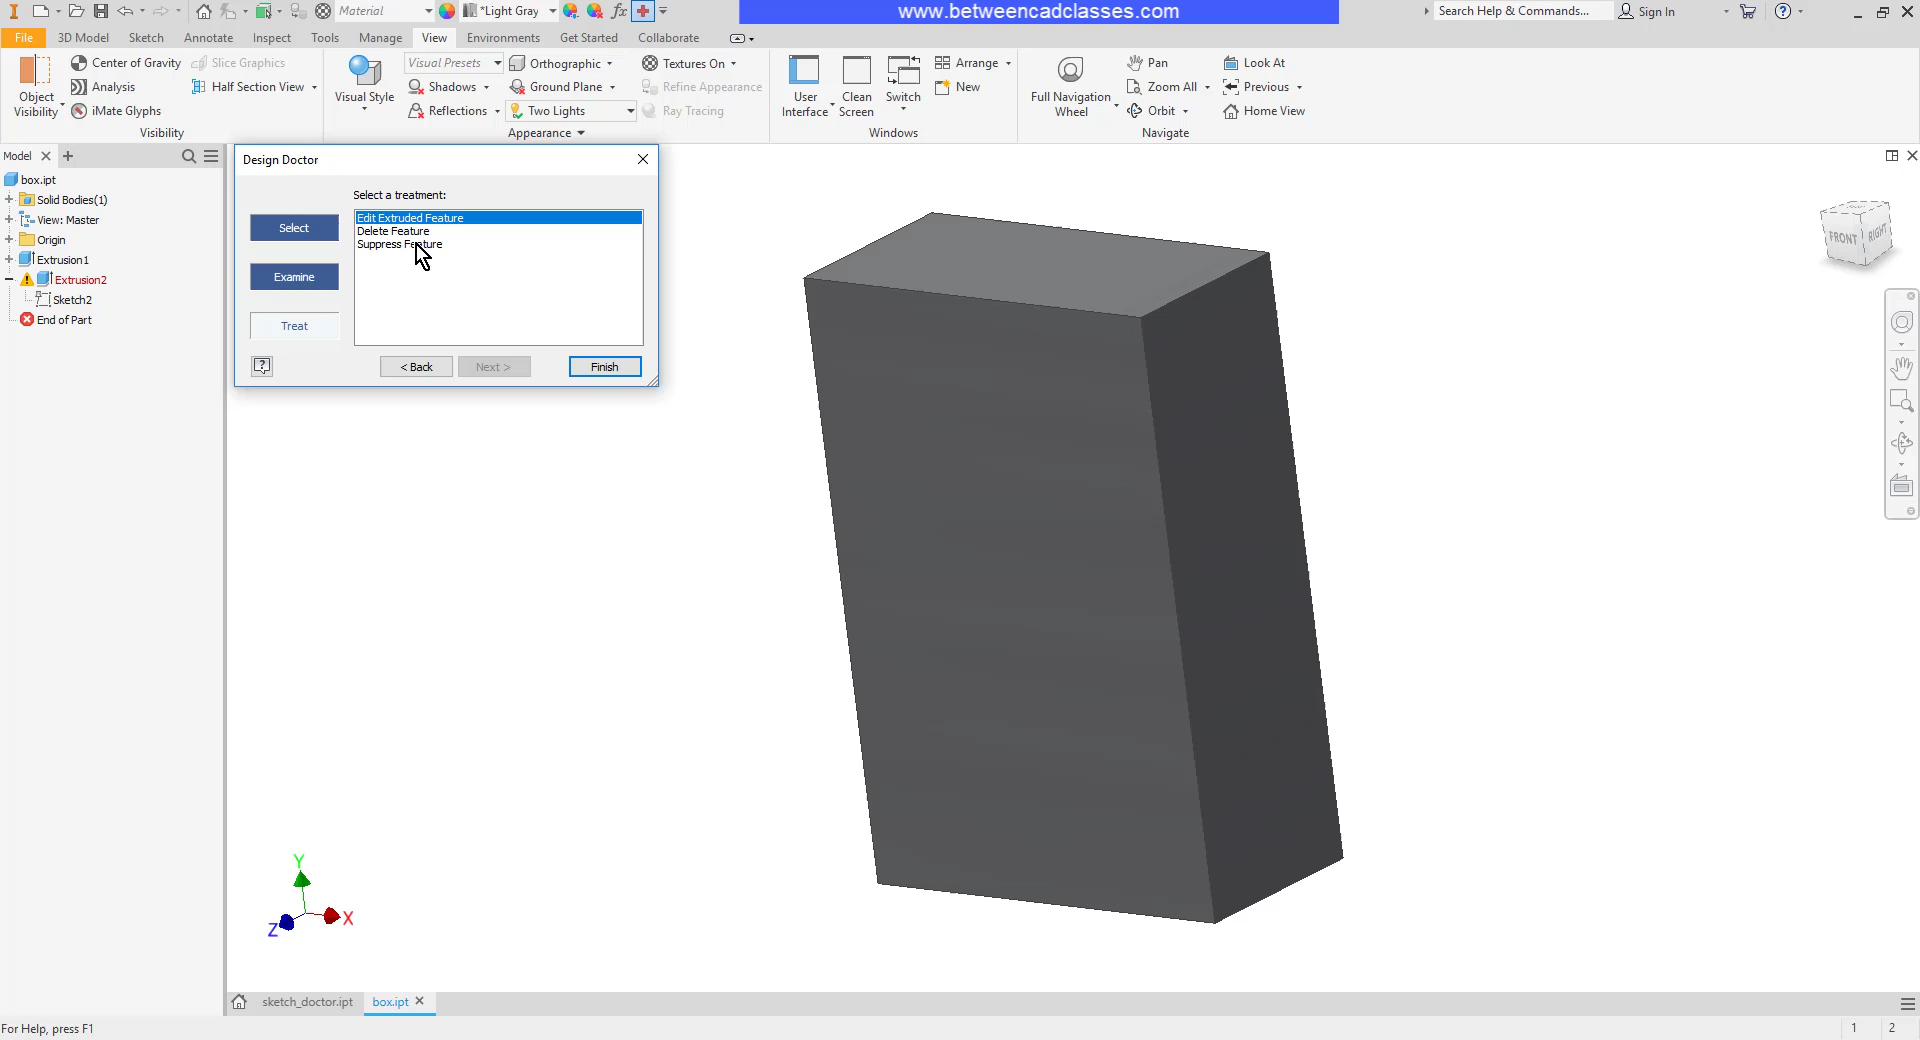 Material
*Light Gray
fx
www.betweencadclasses.com
Search Help & Commands...
Sign In
File
3D Model
Sketch
Annotate
Inspect
Tools
Manage
View
Environments
Get Started
Collaborate
Object
Visibility
Center of Gravity
Analysis
iMate Glyphs
Slice Graphics
Half Section View
Visibility
Visual Style
Visual Presets
Shadows
Reflections
Orthographic
Ground Plane
Two Lights
Textures On
Refine Appearance
Ray Tracing
Appearance
User
Interface
Clean
Screen
Switch
Arrange
New
Windows
Full Navigation
Wheel
Pan
Zoom All
Orbit
Look At
Previous
Home View
Navigate
Model
box.ipt
Solid Bodies(1)
View: Master
Origin
Extrusion1
Extrusion2
Sketch2
End of Part
Design Doctor
Select a treatment:
Select
Examine
Treat
Edit Extruded Feature
Delete Feature
Suppress Feature
< Back
Next >
Finish
FRONT
RIGHT
Y
X
Z
sketch_doctor.ipt
box.ipt
For Help, press F1
1
2